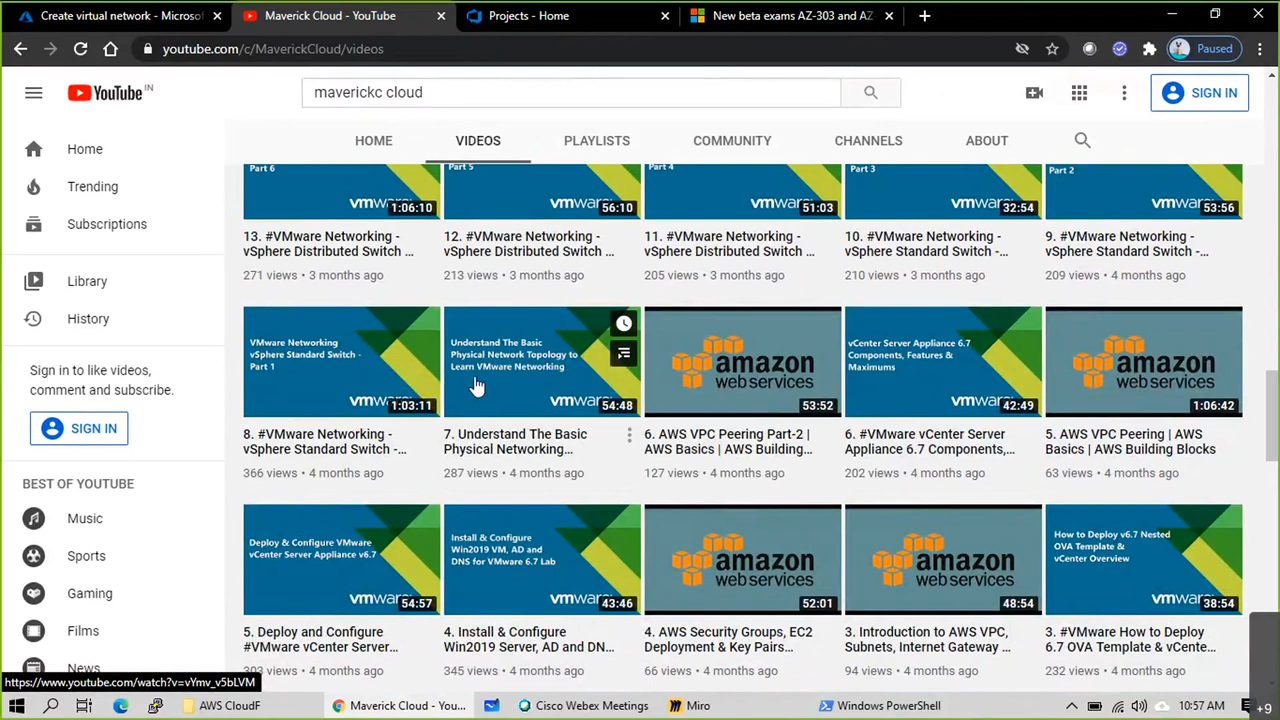 Create virtual network - Microsof
Maverick Cloud - YouTube
Projects - Home
New beta exams AZ-303 and AZ
youtube.com/c/MaverickCloud/videos
Paused
YouTube IN
maverickc cloud
SIGN IN
HOME
VIDEOS
PLAYLISTS
COMMUNITY
CHANNELS
ABOUT
Home
Trending
Subscriptions
Library
History
Sign in to like videos,
comment and subscribe.
SIGN IN
BEST OF YOUTUBE
Music
Sports
Gaming
Films
News
Part 6
vmware
1:06:10
Part 5
vmware
56:10
Part 4
vmware
51:03
Part 3
vmware
32:54
Part 2
vmware
53:56
13. #VMware Networking -
vSphere Distributed Switch ...
271 views • 3 months ago
12. #VMware Networking -
vSphere Distributed Switch ...
213 views • 3 months ago
11. #VMware Networking -
vSphere Distributed Switch ...
205 views • 3 months ago
10. #VMware Networking -
vSphere Standard Switch -...
210 views • 3 months ago
9. #VMware Networking -
vSphere Standard Switch -...
209 views • 4 months ago
VMware Networking
vSphere Standard Switch -
Part 1
vmware
1:03:11
Understand The Basic
Physical Network Topology to
Learn VMware Networking
vmware
54:48
amazon
web services
53:52
vCenter Server Appliance 6.7
Components, Features &
Maximums
vmware
42:49
amazon
web services
1:06:42
8. #VMware Networking -
vSphere Standard Switch -...
366 views • 4 months ago
7. Understand The Basic
Physical Networking...
287 views • 4 months ago
6. AWS VPC Peering Part-2 |
AWS Basics | AWS Building...
127 views • 4 months ago
6. #VMware vCenter Server
Appliance 6.7 Components,...
202 views • 4 months ago
5. AWS VPC Peering | AWS
Basics | AWS Building Blocks
63 views • 4 months ago
Deploy & Configure VMware
vCenter Server Appliance v6.7
vmware
54:57
Install & Configure
Win2019 VM, AD and
DNS for VMware 6.7 Lab
vmware
43:46
amazon
web services
52:01
amazon
web services
48:54
How to Deploy v6.7 Nested
OVA Template &
vCenter Overview
vmware
38:54
5. Deploy and Configure
#VMware vCenter Server...
303 views • 4 months ago
4. Install & Configure
Win2019 Server, AD and DN...
345 views • 4 months ago
4. AWS Security Groups, EC2
Deployment & Key Pairs...
66 views • 4 months ago
3. Introduction to AWS VPC,
Subnets, Internet Gateway ...
94 views • 4 months ago
3. #VMware How to Deploy
6.7 OVA Template & vCente...
232 views • 4 months ago
https://www.youtube.com/watch?v=vYmv_v5bLVM
AWS CloudF
Maverick Cloud - You...
Cisco Webex Meetings
Miro
Windows PowerShell
10:57 AM
+9